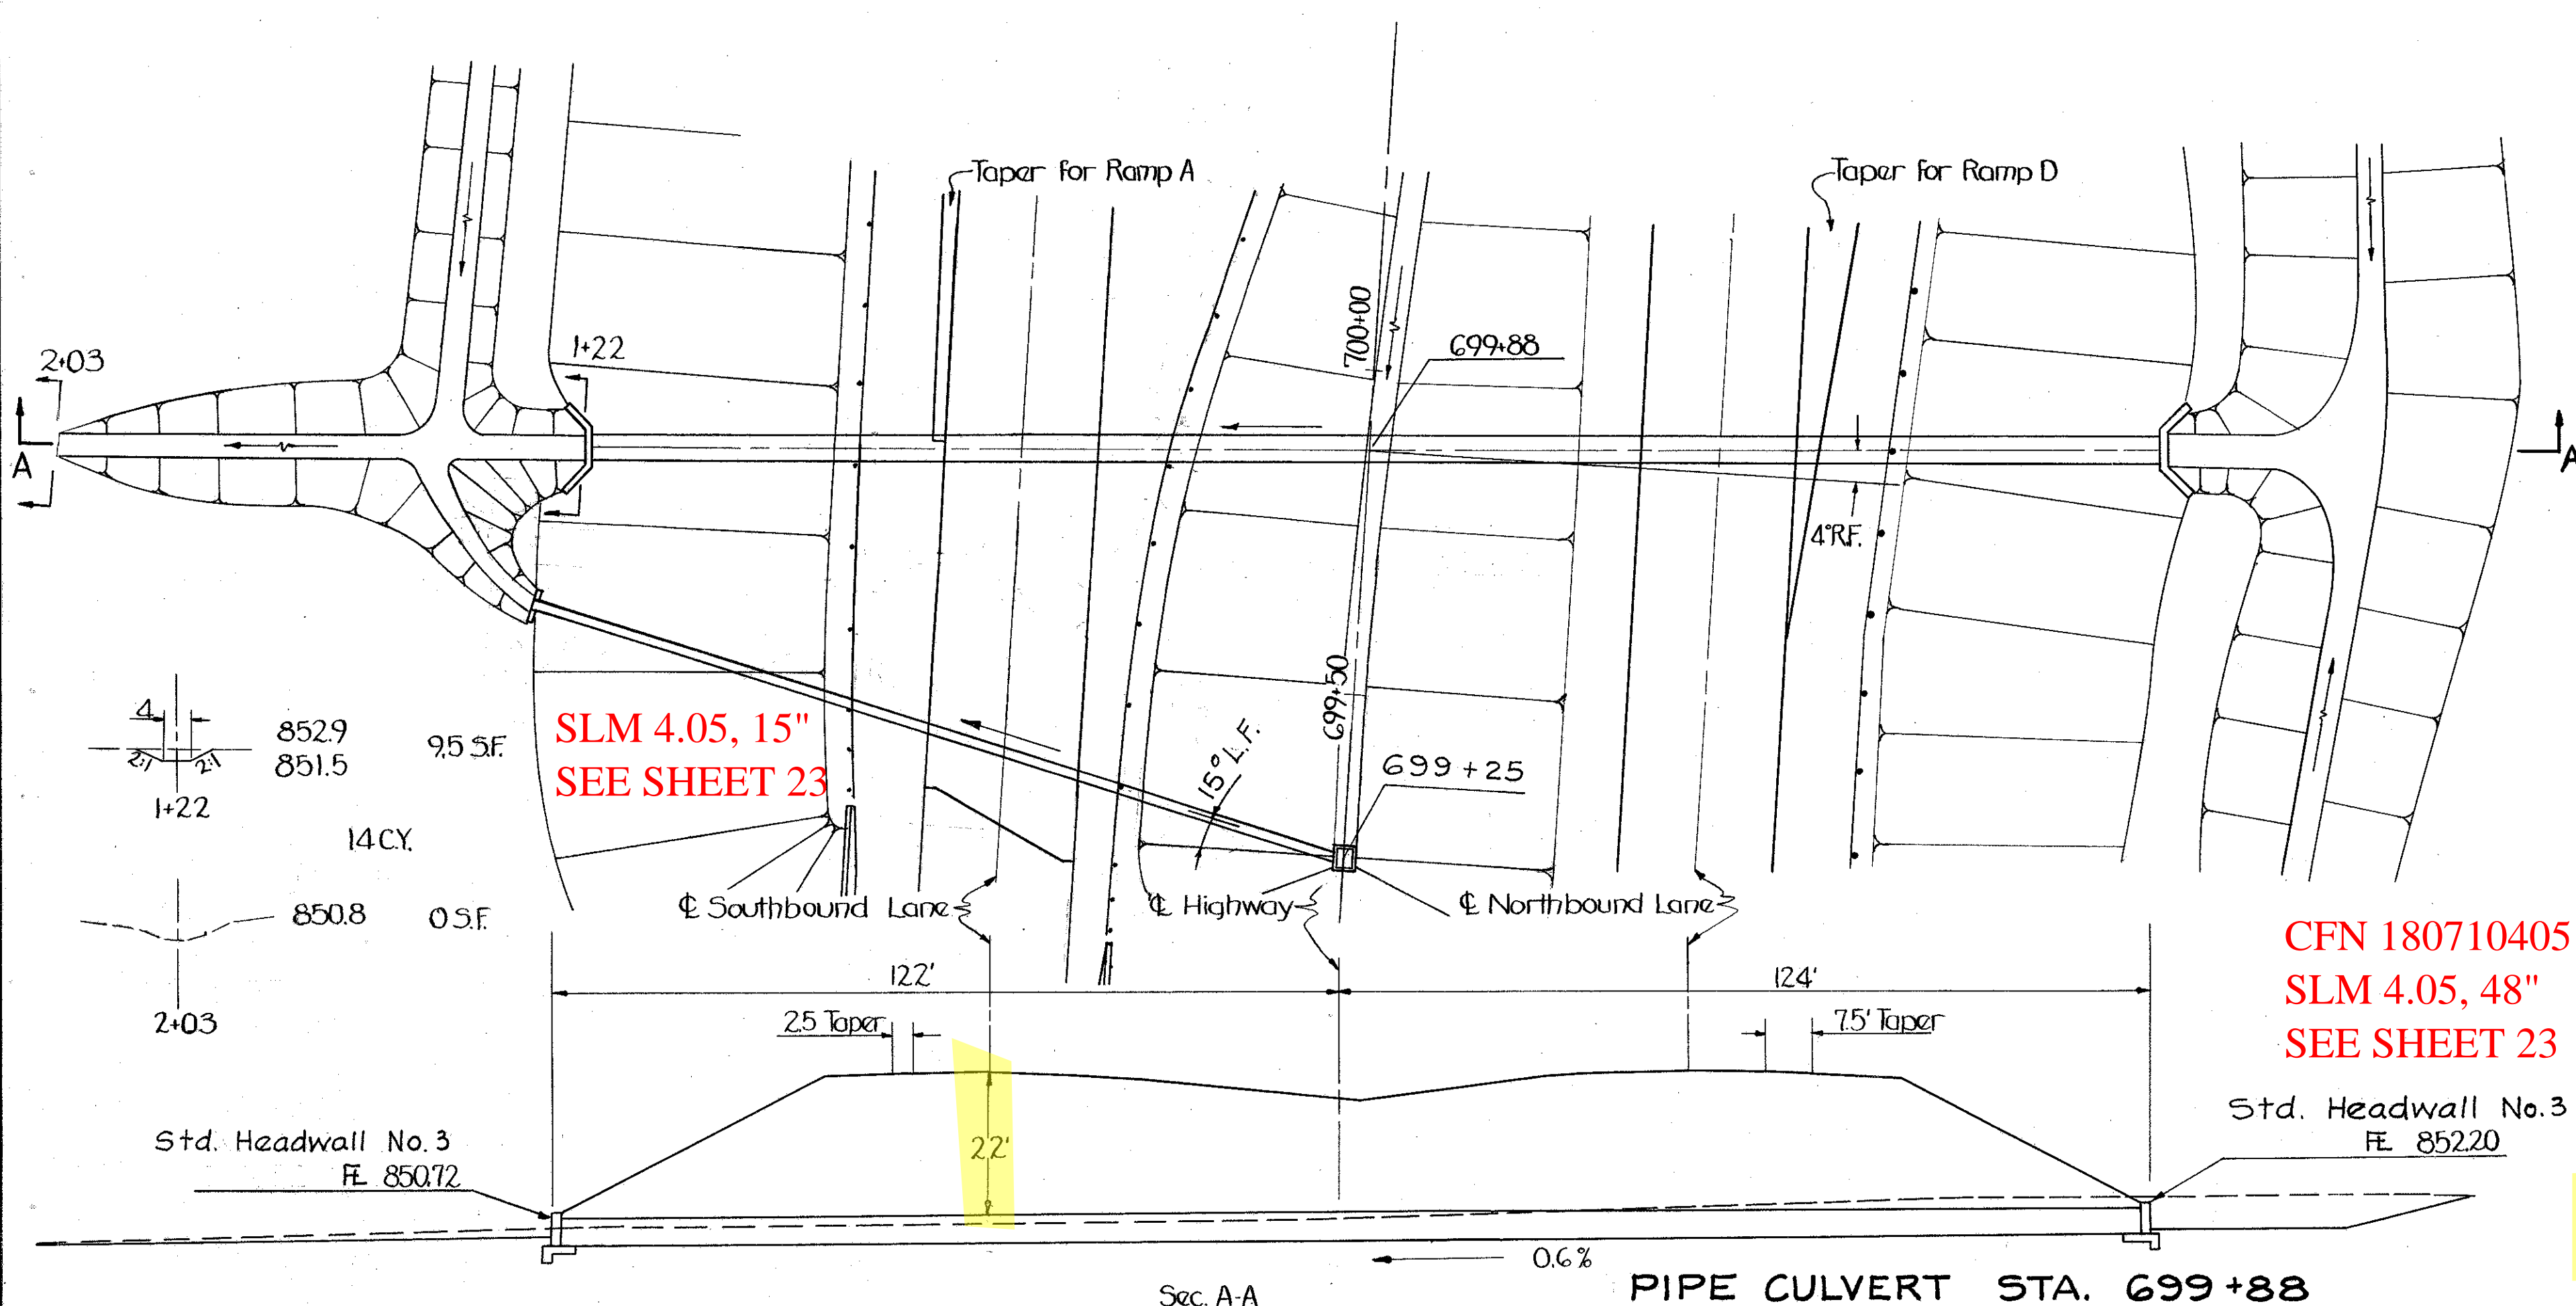 Taper for Ramp A
Taper for Ramp D
700+00
699+88
1+22
2+03
A
A
4°R.F.
699+50
699+25
15° L.F.
4
2:1
2:1
852.9
851.5
9.5 S.F.
1+22
14 C.Y.
850.8
0 S.F.
2+03
SLM 4.05, 15"
SEE SHEET 23
℄ Southbound Lane
℄ Highway
℄ Northbound Lane
CFN 180710405
SLM 4.05, 48"
SEE SHEET 23
122'
124'
2.5 Taper
7.5' Taper
22'
Std. Headwall No.3
FL 850.72
Std. Headwall No.3
FL 852.20
0.6%
Sec. A-A
PIPE CULVERT STA. 699+88